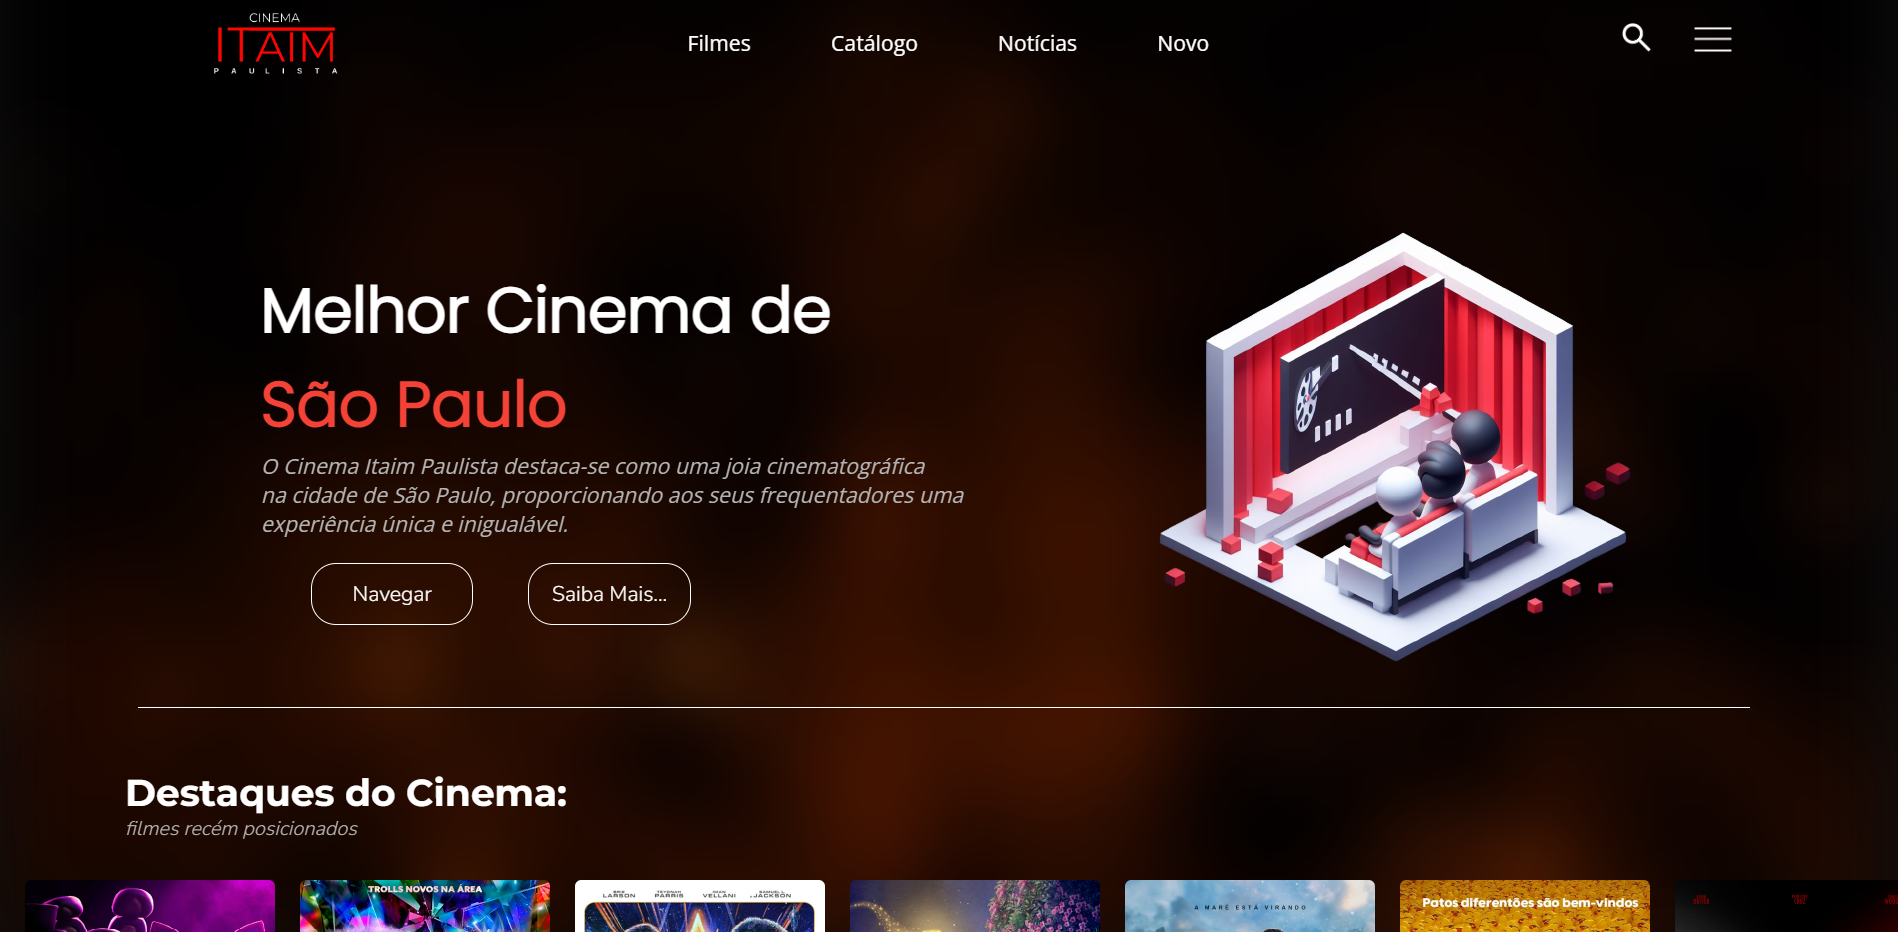 CINEMA
ITAIM
PAULISTA
Filmes
Catálogo
Notícias
Novo
Melhor Cinema de
São Paulo
O Cinema Itaim Paulista destaca-se como uma joia cinematográfica
na cidade de São Paulo, proporcionando aos seus frequentadores uma
experiência única e inigualável.
Navegar
Saiba Mais...
Destaques do Cinema:
filmes recém posicionados
TROLLS NOVOS NA ÁREA
BRIE LARSON
TEYONAH PARRIS
IMAN VELLANI
SAMUEL L. JACKSON
A MARÉ ESTÁ VIRANDO
Patos diferentões são bem-vindos